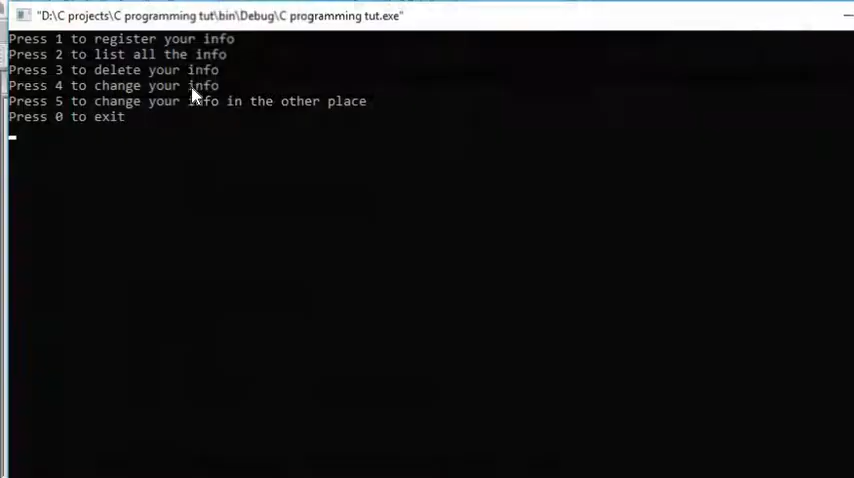 "D:\C projects\C programming tut\bin\Debug\C programming tut.exe"
Press 1 to register your info
Press 2 to list all the info
Press 3 to delete your info
Press 4 to change your info
Press 5 to change your info in the other place
Press 0 to exit